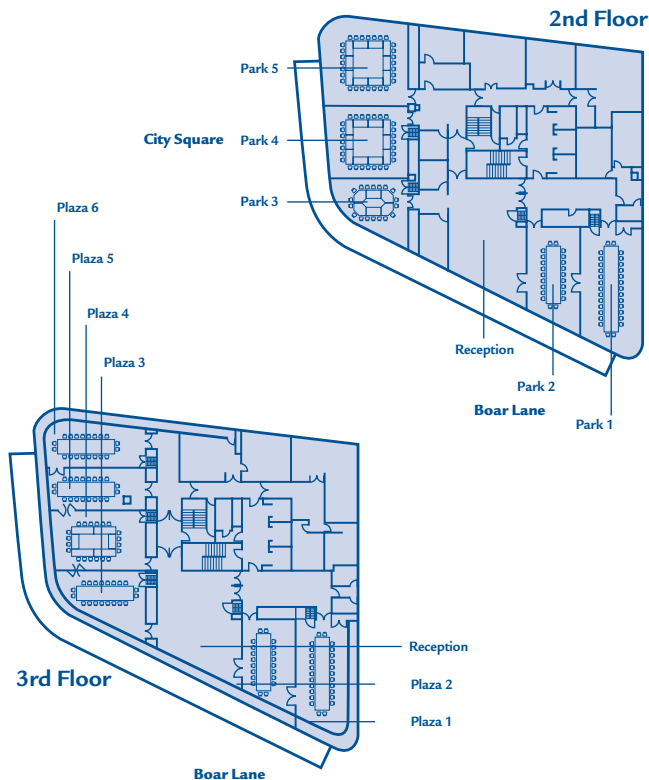 2nd Floor
Park 5
City Square
Park 4
Park 3
Plaza 6
Plaza 5
Plaza 4
Reception
Plaza 3
Park 2
Boar Lane
Park 1
Reception
3rd Floor
Plaza 2
Plaza 1
Boar Lane